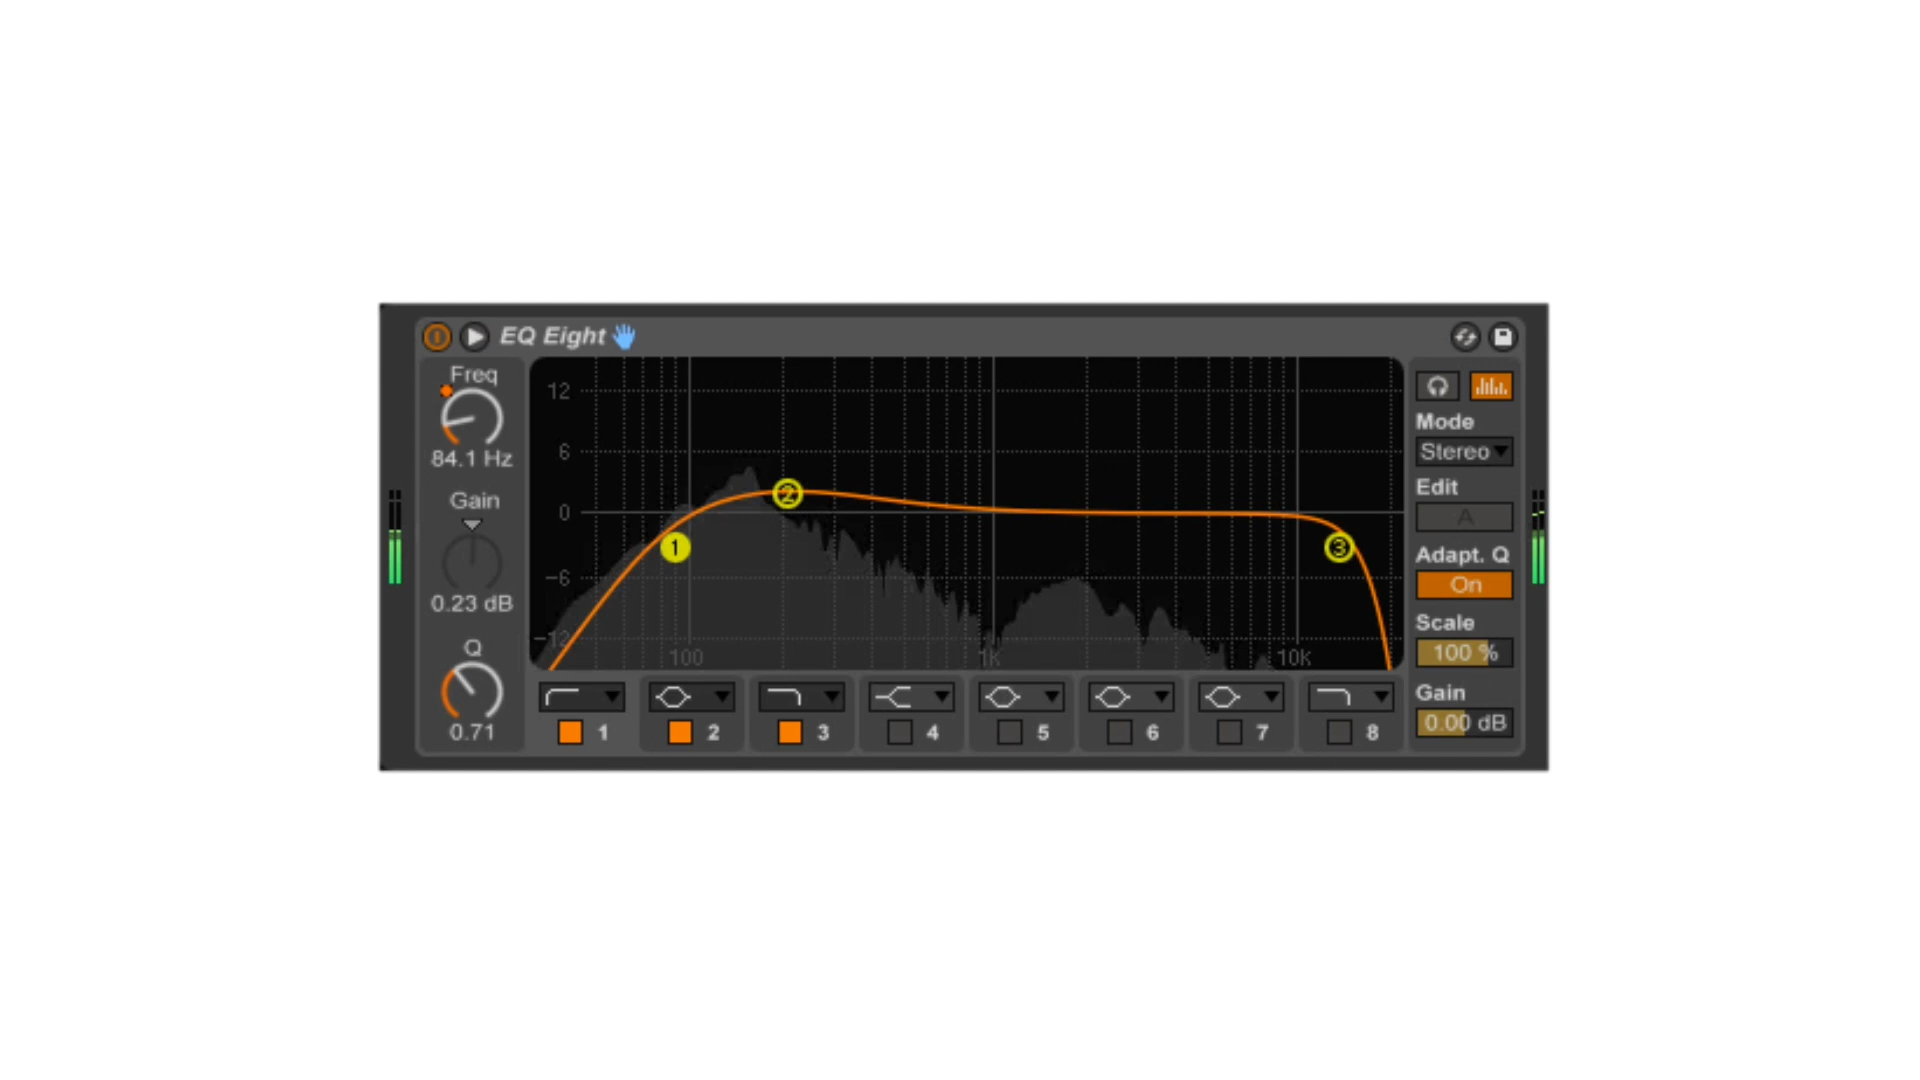 EQ Eight
Freq
84.1 Hz
Gain
0.23 dB
Q
0.71
12
6
0
-6
-12
100
1k
10K
1
2
3
1
2
3
4
5
6
7
8
Mode
Stereo
Edit
A
Adapt. Q
On
Scale
100 %
Gain
0.00 dB